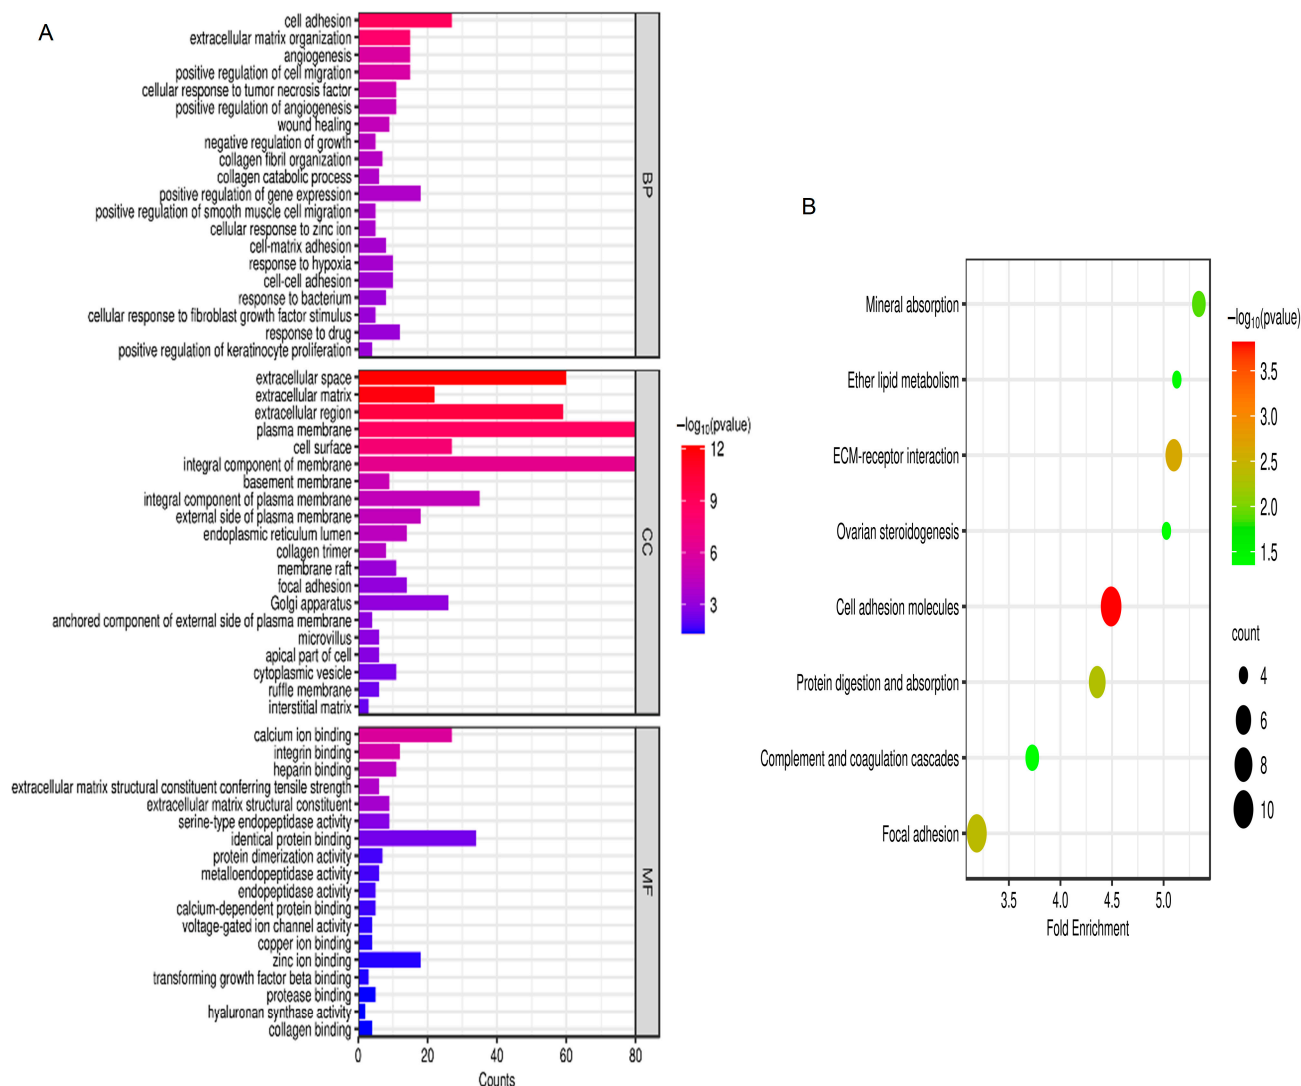 A
cell adhesion
extracellular matrix organization
angiogenesis
positive regulation of cell migration
cellular response to tumor necrosis factor
positive regulation of angiogenesis
wound healing
negative regulation of growth
collagen fibril organization
collagen catabolic process
positive regulation of gene expression
positive regulation of smooth muscle cell migration
cellular response to zinc ion
cell-matrix adhesion
response to hypoxia
cell-cell adhesion
response to bacterium
cellular response to fibroblast growth factor stimulus
response to drug
positive regulation of keratinocyte proliferation
BP
extracellular space
extracellular matrix
extracellular region
plasma membrane
cell surface
integral component of membrane
basement membrane
integral component of plasma membrane
external side of plasma membrane
endoplasmic reticulum lumen
collagen trimer
membrane raft
focal adhesion
Golgi apparatus
anchored component of external side of plasma membrane
microvillus
apical part of cell
cytoplasmic vesicle
ruffle membrane
interstitial matrix
CC
calcium ion binding
integrin binding
heparin binding
extracellular matrix structural constituent conferring tensile strength
extracellular matrix structural constituent
serine-type endopeptidase activity
identical protein binding
protein dimerization activity
metalloendopeptidase activity
endopeptidase activity
calcium-dependent protein binding
voltage-gated ion channel activity
copper ion binding
zinc ion binding
transforming growth factor beta binding
protease binding
hyaluronan synthase activity
collagen binding
MF
0 20 40 60 80
Counts
−log10(pvalue)
12
9
6
3
B
Mineral absorption
Ether lipid metabolism
ECM-receptor interaction
Ovarian steroidogenesis
Cell adhesion molecules
Protein digestion and absorption
Complement and coagulation cascades
Focal adhesion
3.5 4.0 4.5 5.0
Fold Enrichment
−log10(pvalue)
3.5
3.0
2.5
2.0
1.5
count
4
6
8
10